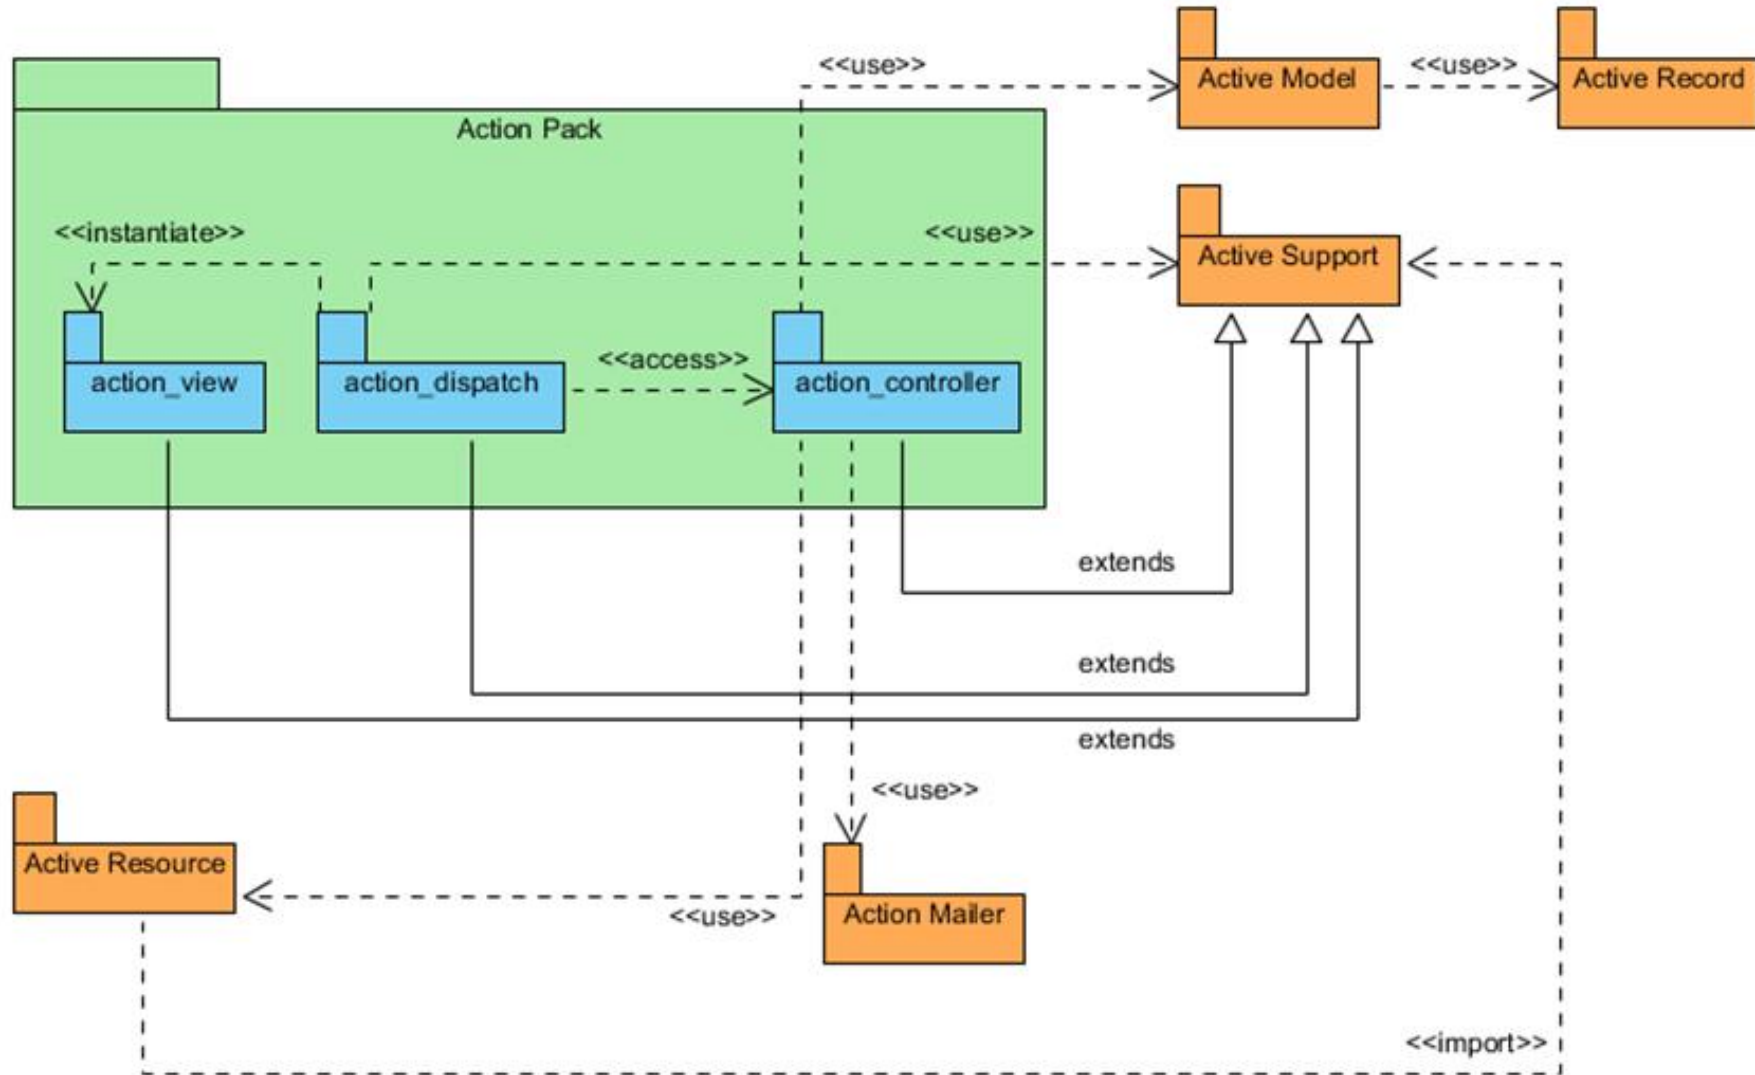 <<use>>
Active Model
<<use>>
Active Record
Action Pack
<<instantiate>>
<<use>>
Active Support
action_view
action_dispatch
<<access>>
action_controller
extends
extends
extends
<<use>>
Active Resource
<<use>>
Action Mailer
<<import>>